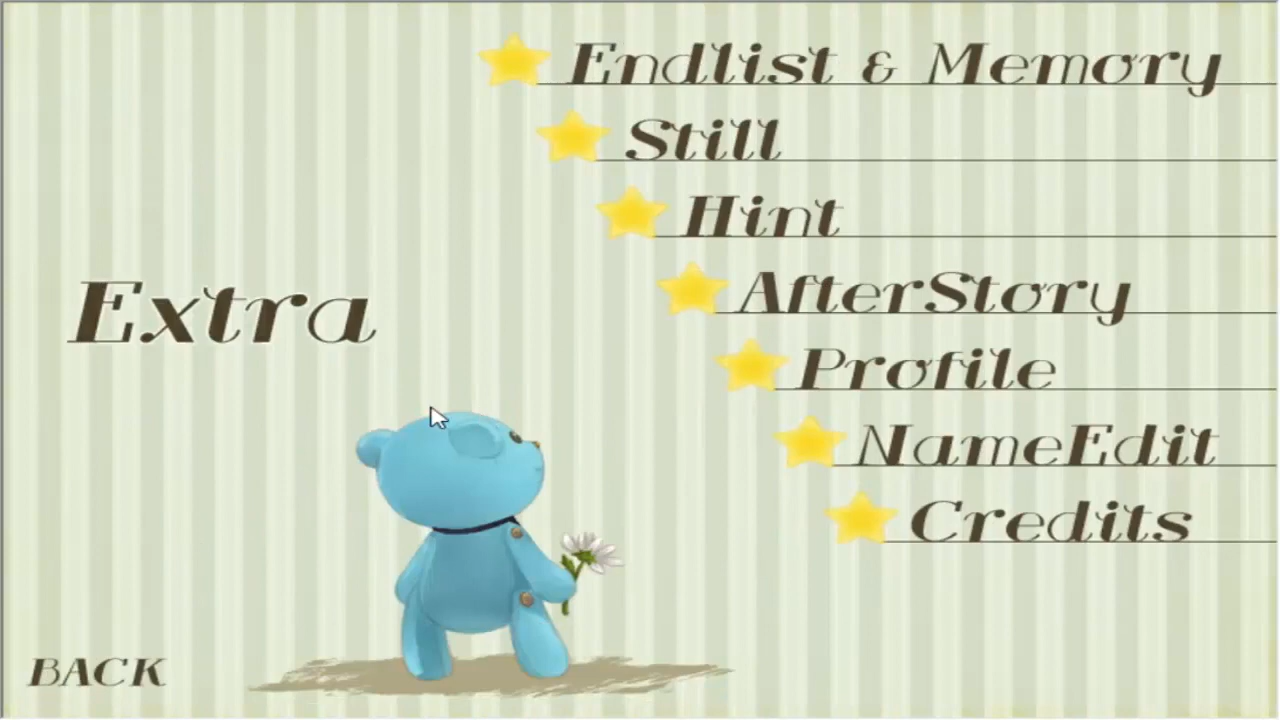 Endlist & Memory
Still
Hint
AfterStory
Extra
Profile
NameEdit
Credits
BACK